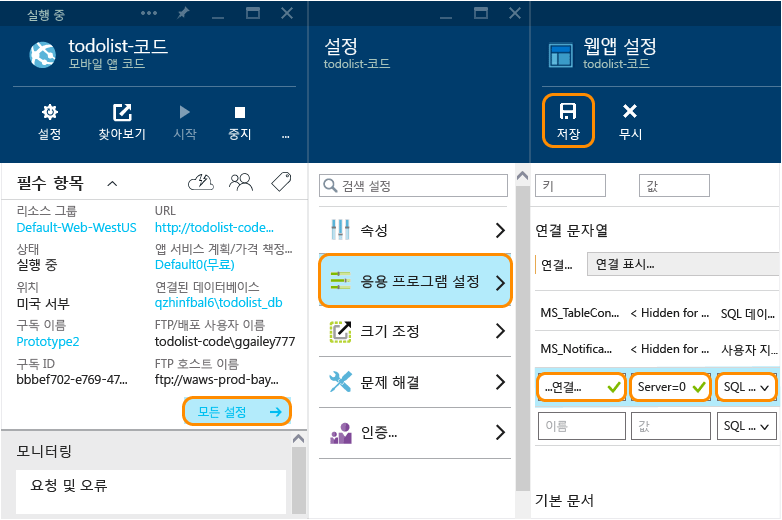 실행 중
todolist-코드
모바일 앱 코드
설정
찾아보기
시작
중지
...
필수 항목
리소스 그룹
Default-Web-WestUS
URL
http://todolist-code...
상태
실행 중
앱 서비스 계획/가격 책정...
Default0(무료)
위치
미국 서부
연결된 데이터베이스
qzhinfbal6\todolist_db
구독 이름
Prototype2
FTP/배포 사용자 이름
todolist-code\ggailey777
구독 ID
bbbef702-e769-47...
FTP 호스트 이름
ftp://waws-prod-bay...
모든 설정
모니터링
요청 및 오류
설정
todolist-코드
검색 설정
속성
응용 프로그램 설정
크기 조정
문제 해결
인증...
웹앱 설정
todolist-코드
저장
무시
키
값
연결 문자열
연결...
연결 표시...
MS_TableCon...
< Hidden for ...
SQL 데이...
MS_Notifica...
< Hidden for ...
사용자 지...
...연결...
Server=0
SQL ...
이름
값
SQL ...
기본 문서